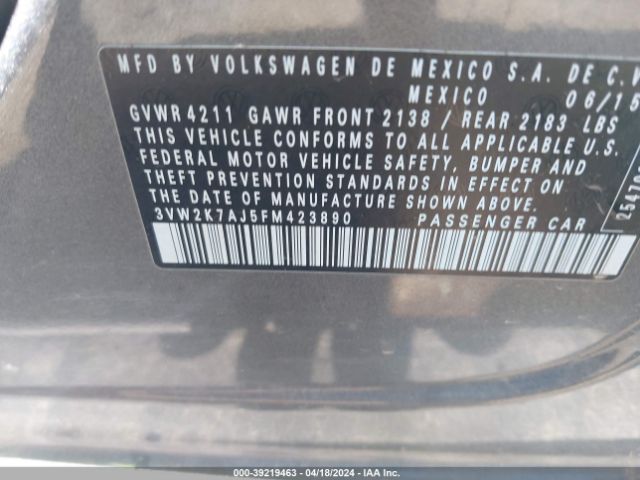 MFD BY VOLKSWAGEN DE MEXICO S.A. DE C.V
MEXICO
GVWR 4211 GAWR FRONT 2138 / REAR 2183 LBS
THIS VEHICLE CONFORMS TO ALL APPLICABLE U.S.
FEDERAL MOTOR VEHICLE SAFETY, BUMPER AND
THEFT PREVENTION STANDARDS IN EFFECT ON
THE DATE OF MANUFACTURE SHOWN ABOVE.
3VW2K7AJ5FM423890 PASSENGER CAR
000-39219463 - 04/18/2024 - IAA Inc.